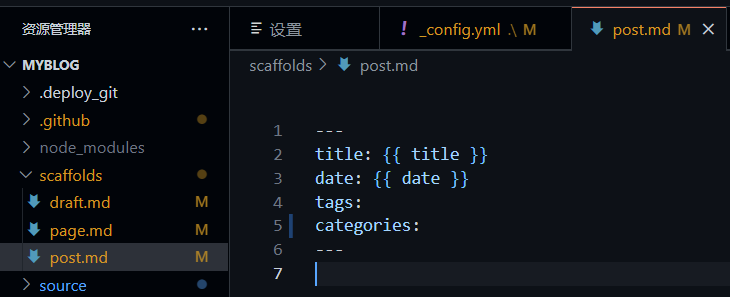 资源管理器 ···
MYBLOG
.deploy_git
.github
node_modules
scaffolds
draft.md M
page.md M
post.md M
source
设置
! _config.yml .\ M
post.md M
scaffolds > post.md
1 ---
2 title: {{ title }}
3 date: {{ date }}
4 tags:
5 categories:
6 ---
7